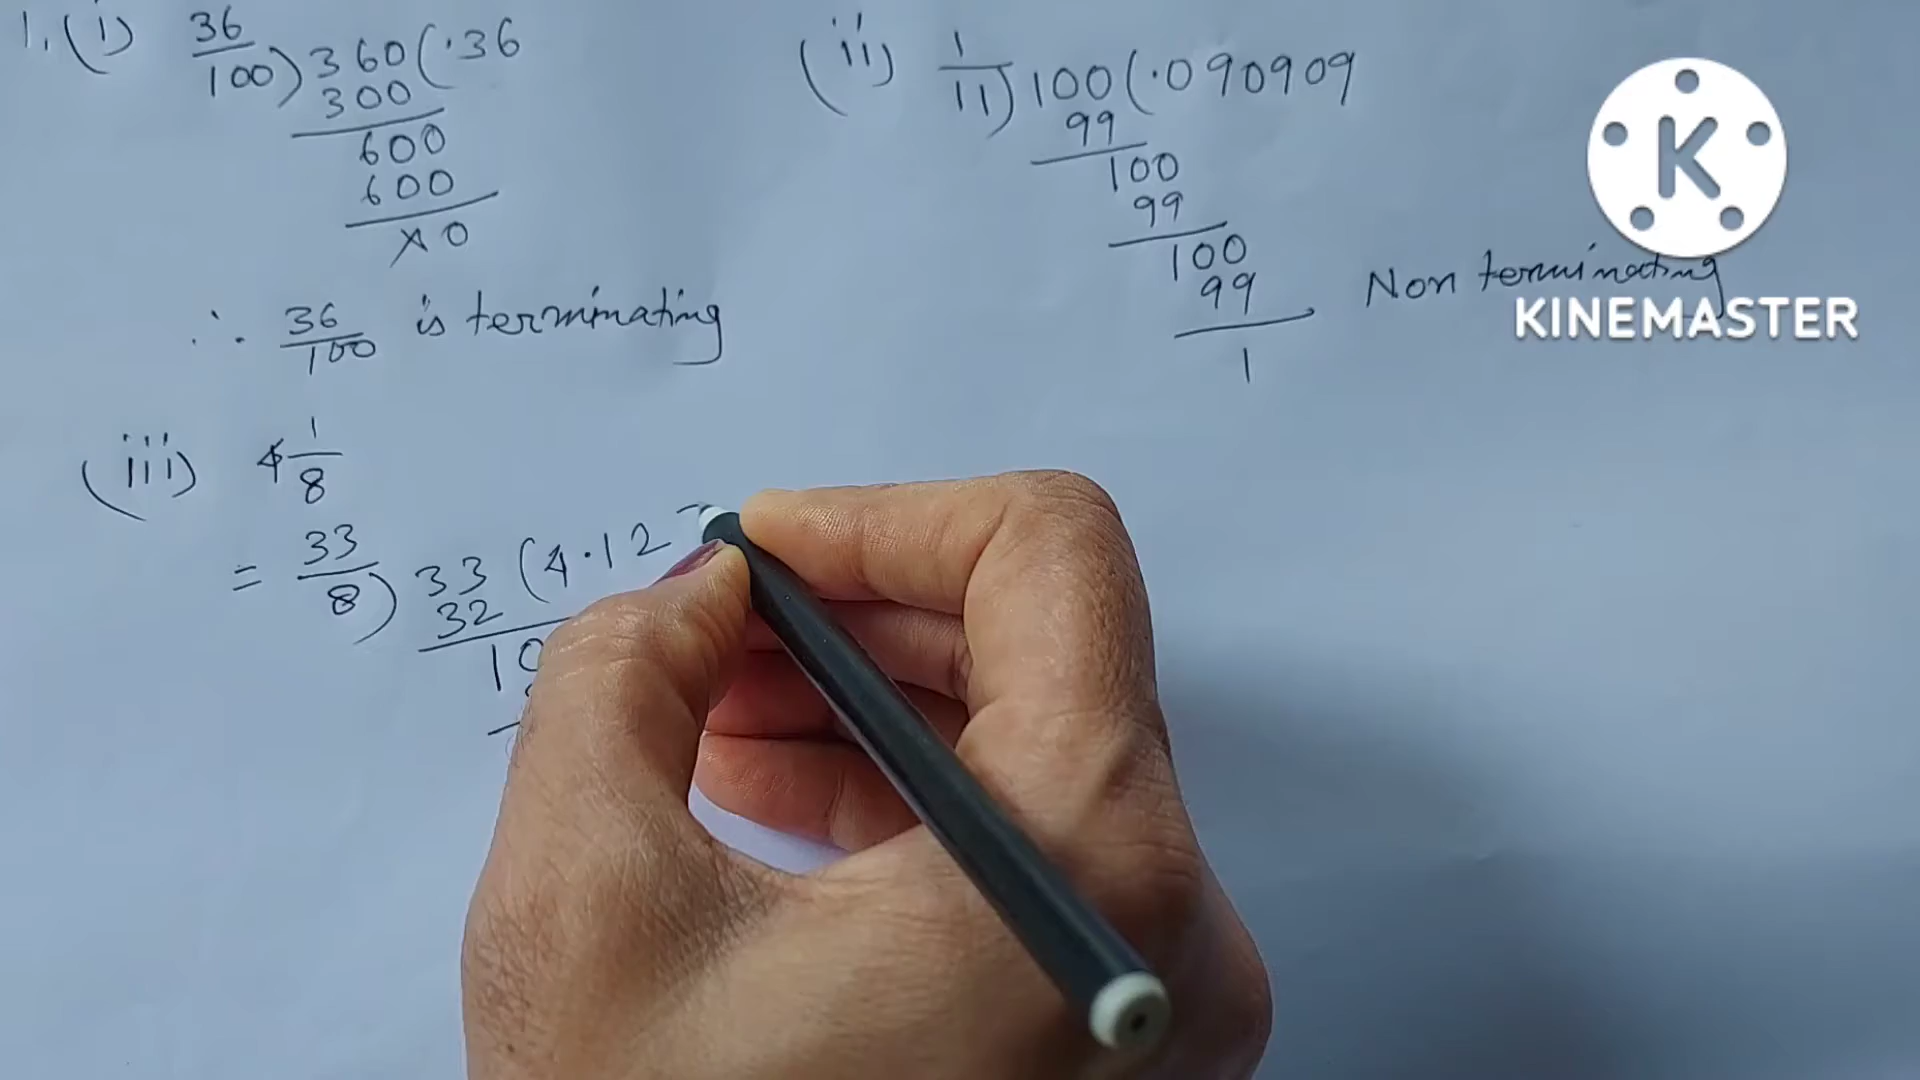 1. (i) 36/100 ) 360 ( .36
300
600
600
×0
∴ 36/100 is terminating
(ii) 1/11 ) 100 ( .090909
99
100
99
100
99
1
Non terminating
K
KINEMASTER
(iii) 4 1/8
= 33/8 ) 33 ( 4.12
32
10